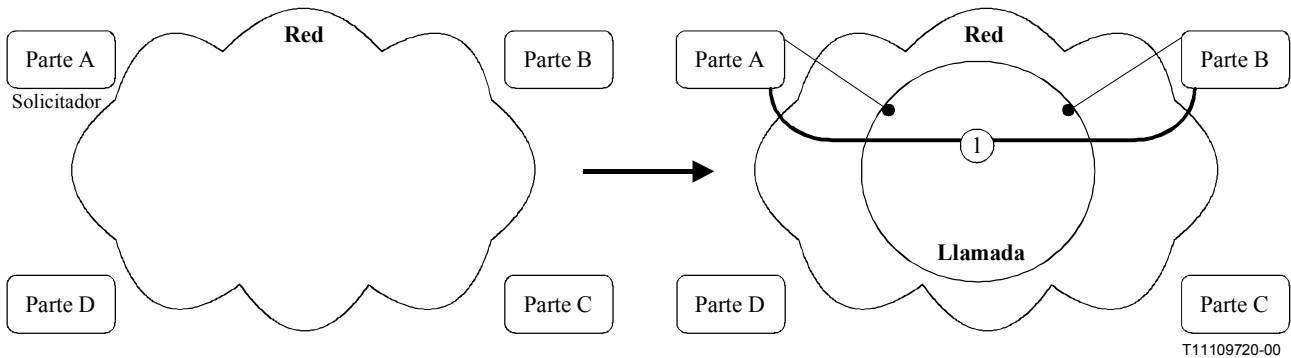 Red
Parte A
Parte B
Solicitador
Parte D
Parte C
Red
Parte A
Parte B
1
Llamada
Parte D
Parte C
T11109720-00